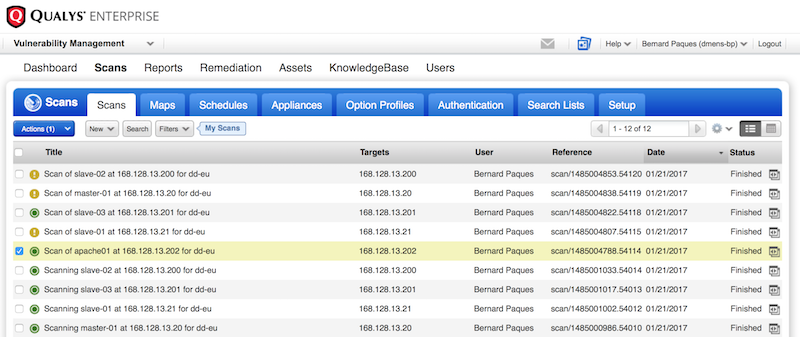 QUALYS® ENTERPRISE
Vulnerability Management Help Bernard Paques (dmens-bp) Logout
Dashboard Scans Reports Remediation Assets KnowledgeBase Users
Scans Scans Maps Schedules Appliances Option Profiles Authentication Search Lists Setup
Actions (1) New Search Filters My Scans 1 - 12 of 12
Title Targets User Reference Date Status
Scan of slave-02 at 168.128.13.200 for dd-eu 168.128.13.200 Bernard Paques scan/1485004853.54120 01/21/2017 Finished
Scan of master-01 at 168.128.13.20 for dd-eu 168.128.13.20 Bernard Paques scan/1485004838.54119 01/21/2017 Finished
Scan of slave-03 at 168.128.13.201 for dd-eu 168.128.13.201 Bernard Paques scan/1485004822.54118 01/21/2017 Finished
Scan of slave-01 at 168.128.13.21 for dd-eu 168.128.13.21 Bernard Paques scan/1485004807.54115 01/21/2017 Finished
Scan of apache01 at 168.128.13.202 for dd-eu 168.128.13.202 Bernard Paques scan/1485004788.54114 01/21/2017 Finished
Scanning slave-02 at 168.128.13.200 for dd-eu 168.128.13.200 Bernard Paques scan/1485001033.54014 01/21/2017 Finished
Scanning slave-03 at 168.128.13.201 for dd-eu 168.128.13.201 Bernard Paques scan/1485001017.54013 01/21/2017 Finished
Scanning slave-01 at 168.128.13.21 for dd-eu 168.128.13.21 Bernard Paques scan/1485001002.54012 01/21/2017 Finished
Scanning master-01 at 168.128.13.20 for dd-eu 168.128.13.20 Bernard Paques scan/1485000986.54010 01/21/2017 Finished